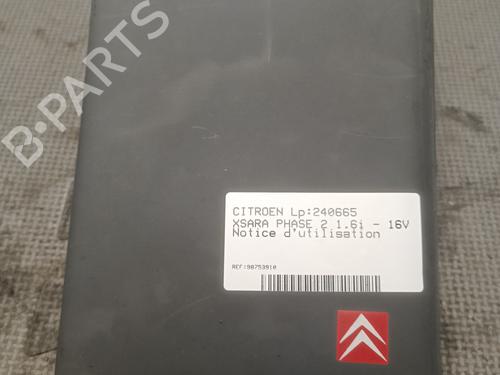 B-PARTS
CITROEN Lp:240665
XSARA PHASE 2 1.6i - 16V
Notice d'utilisation
REF:98753910